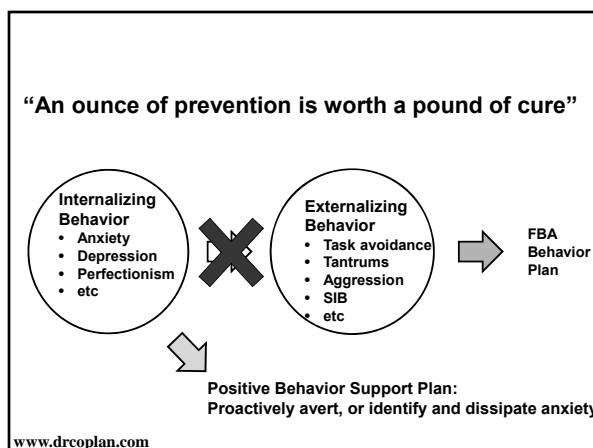 “An ounce of prevention is worth a pound of cure”
Internalizing
Behavior
• Anxiety
• Depression
• Perfectionism
• etc
Externalizing
Behavior
• Task avoidance
• Tantrums
• Aggression
• SIB
• etc
FBA
Behavior
Plan
Positive Behavior Support Plan:
Proactively avert, or identify and dissipate anxiety
www.drcoplan.com